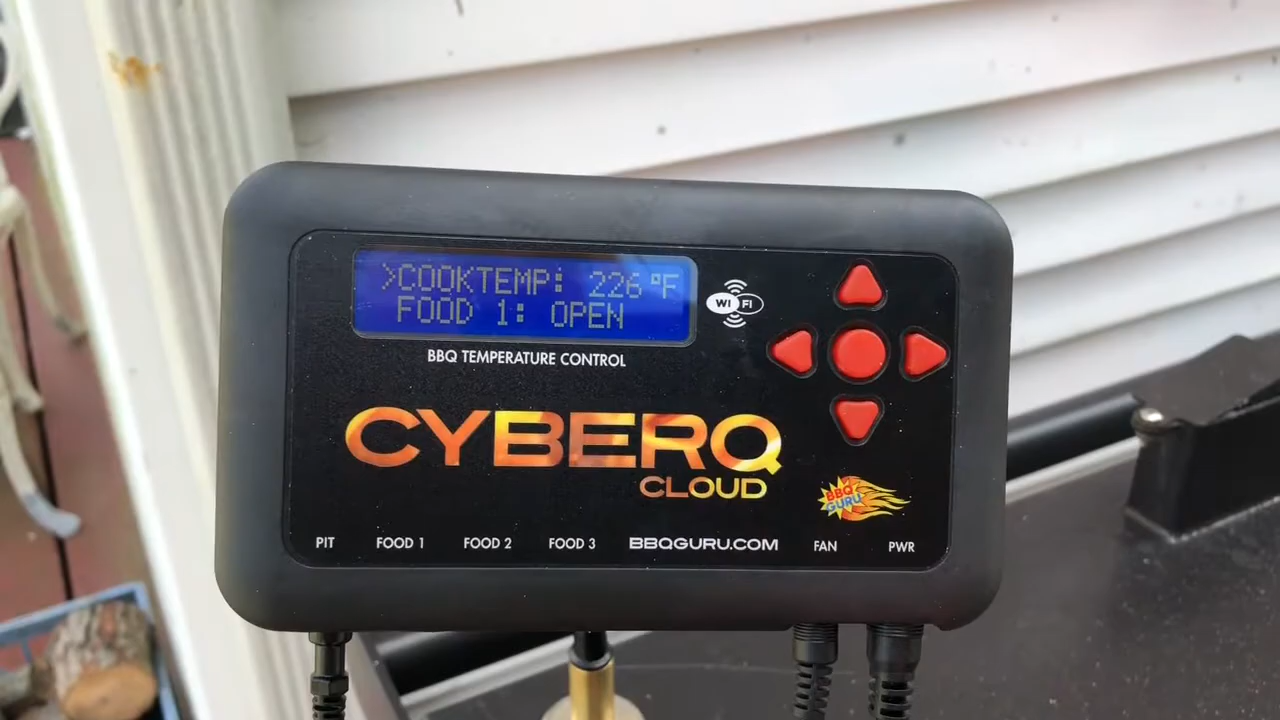 >COOKTEMP: 226°F
FOOD 1: OPEN
WI FI
BBQ TEMPERATURE CONTROL
CYBERQ
CLOUD
BBQ
GURU
PIT FOOD 1 FOOD 2 FOOD 3 BBQGURU.COM FAN PWR